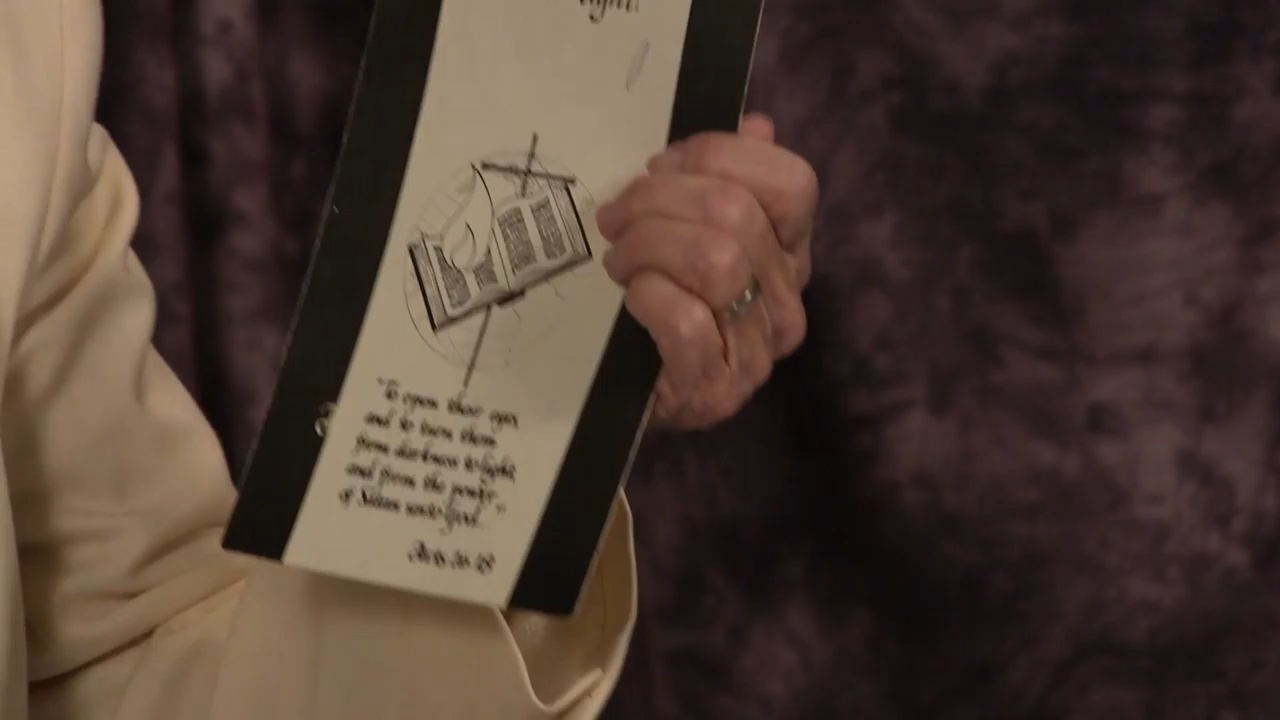 light!
"To open their eyes,
and to turn them
from darkness to light,
and from the power
of Satan unto God..."
Acts 26:18